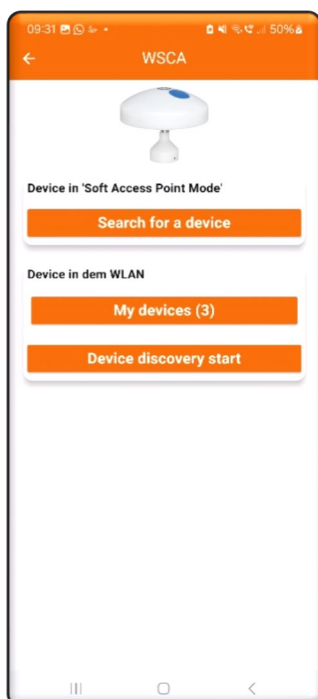 09:31
50%
WSCA
Device in 'Soft Access Point Mode'
Search for a device
Device in dem WLAN
My devices (3)
Device discovery start